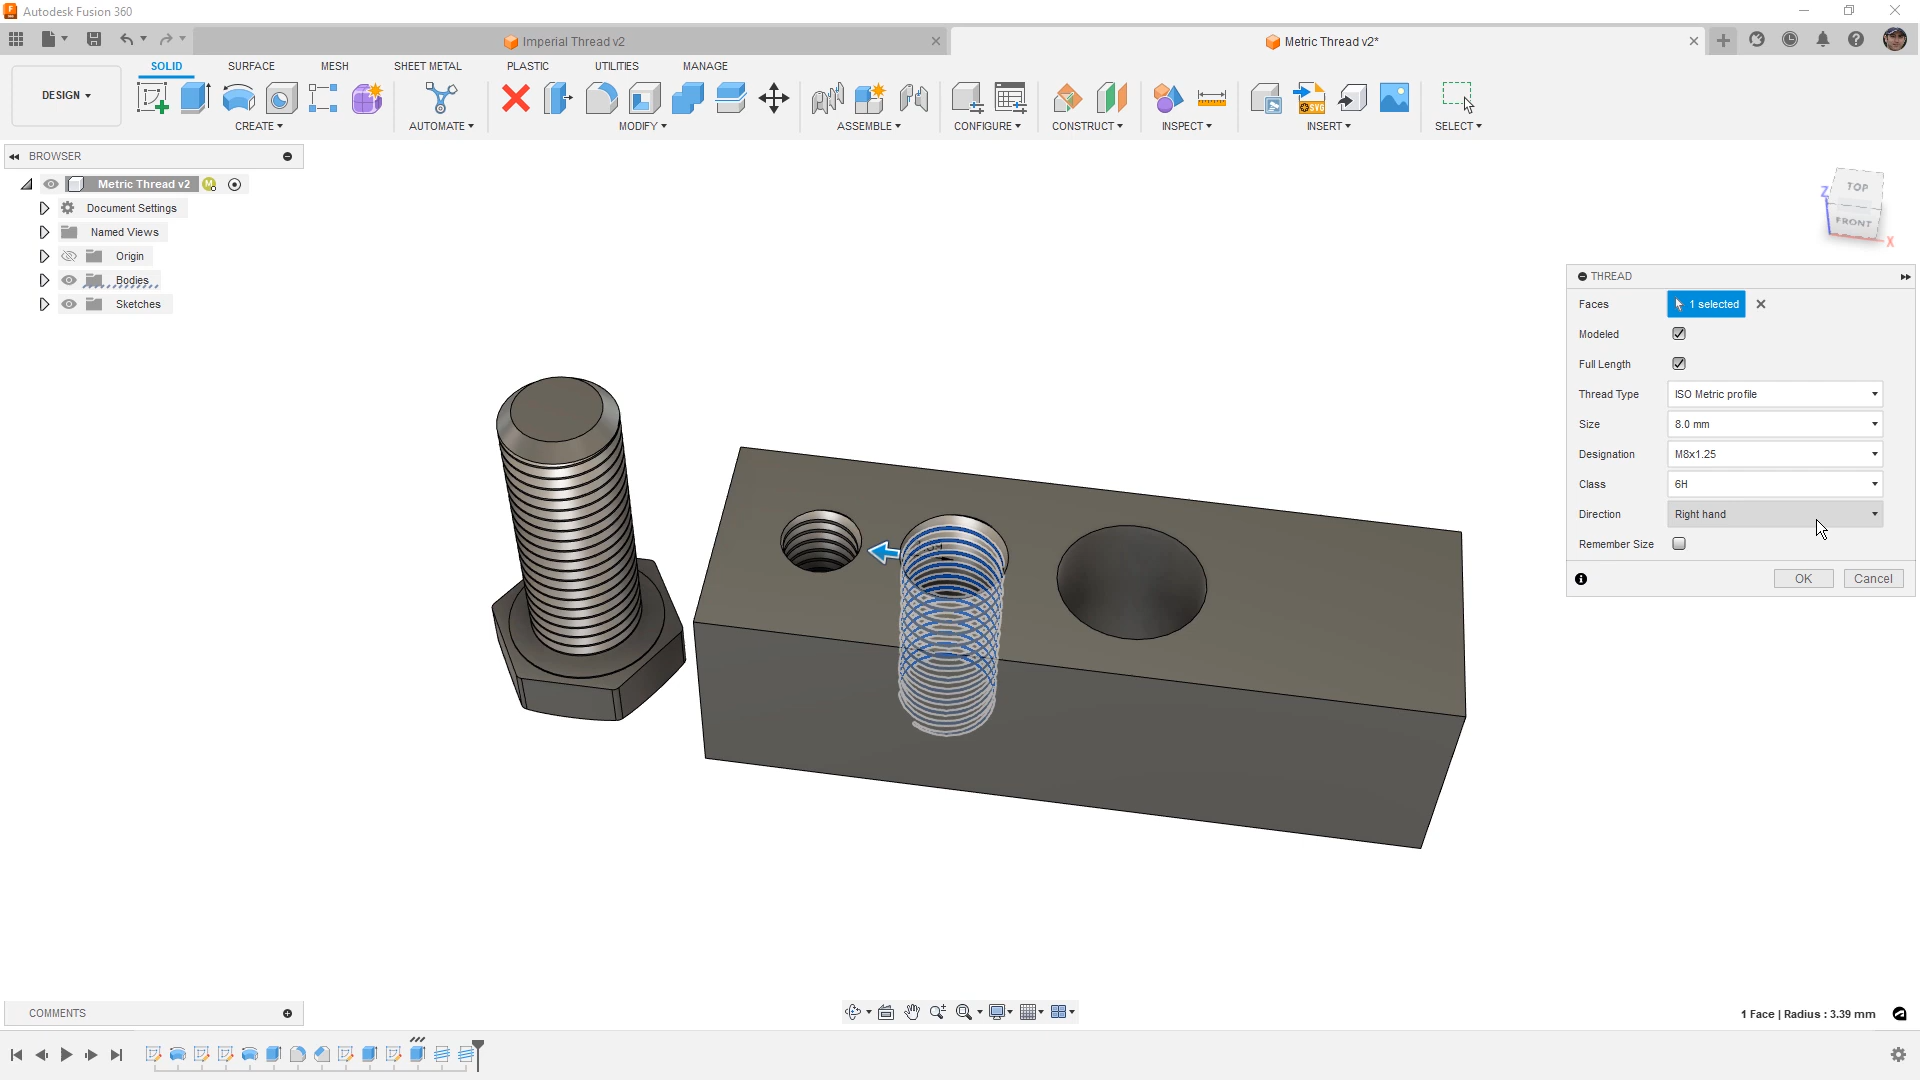 Autodesk Fusion 360
Imperial Thread v2
Metric Thread v2*
SOLID SURFACE MESH SHEET METAL PLASTIC UTILITIES MANAGE
DESIGN
CREATE AUTOMATE MODIFY ASSEMBLE CONFIGURE CONSTRUCT INSPECT INSERT SELECT
BROWSER
Metric Thread v2
Document Settings
Named Views
Origin
Bodies
Sketches
TOP
FRONT
Z
X
THREAD
Faces 1 selected
Modeled
Full Length
Thread Type ISO Metric profile
Size 8.0 mm
Designation M8x1.25
Class 6H
Direction Right hand
Remember Size
OK Cancel
COMMENTS
1 Face | Radius : 3.39 mm